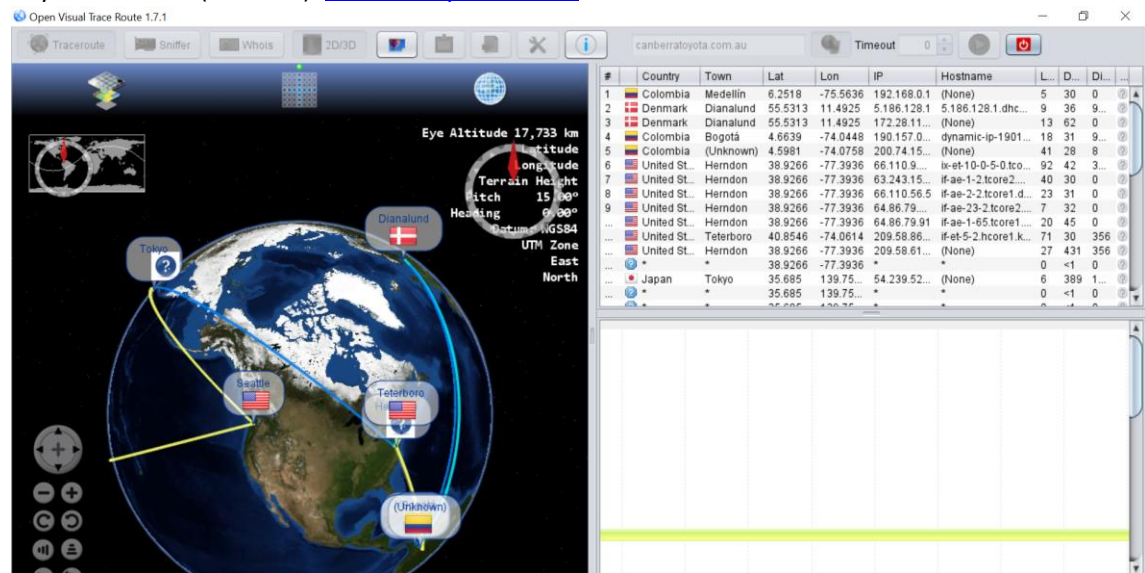 Open Visual Trace Route 1.7.1
Traceroute Sniffer Whois 2D/3D canberratoyota.com.au Timeout 0
Eye Altitude 17,733 km
Latitude
Longitude
Terrain Height
Pitch 15.00°
Heading 0.00°
Datum WGS84
UTM Zone
East
North
Dianalund
Tokyo
Seattle
Teterboro
(Unknown)
# Country Town Lat Lon IP Hostname L... D... Di... ...
1 Colombia Medellín 6.2518 -75.5636 192.168.0.1 (None) 5 30 0
2 Denmark Dianalund 55.5313 11.4925 5.186.128.1 5.186.128.1.dhc... 9 36 9...
3 Denmark Dianalund 55.5313 11.4925 172.28.11... (None) 13 62 0
4 Colombia Bogotá 4.6639 -74.0448 190.157.0... dynamic-ip-1901... 18 31 9...
5 Colombia (Unknown) 4.5981 -74.0758 200.74.15... (None) 41 28 8
6 United St... Herndon 38.9266 -77.3936 66.110.9.... ix-et-10-0-5-0.tco... 92 42 3...
7 United St... Herndon 38.9266 -77.3936 63.243.15... if-ae-1-2.tcore2.... 40 30 0
8 United St... Herndon 38.9266 -77.3936 66.110.56.5 if-ae-2-2.tcore1.d... 23 31 0
9 United St... Herndon 38.9266 -77.3936 64.86.79.... if-ae-23-2.tcore2.... 7 32 0
... United St... Herndon 38.9266 -77.3936 64.86.79.91 if-ae-1-65.tcore1.... 20 45 0
... United St... Teterboro 40.8546 -74.0614 209.58.86... if-et-5-2.hcore1.k... 71 30 356
... United St... Herndon 38.9266 -77.3936 209.58.61... (None) 27 431 356
... * * 38.9266 -77.3936 * * 0 <1 0
... Japan Tokyo 35.685 139.75... 54.239.52... (None) 6 389 1...
... * * 35.685 139.75... * * 0 <1 0